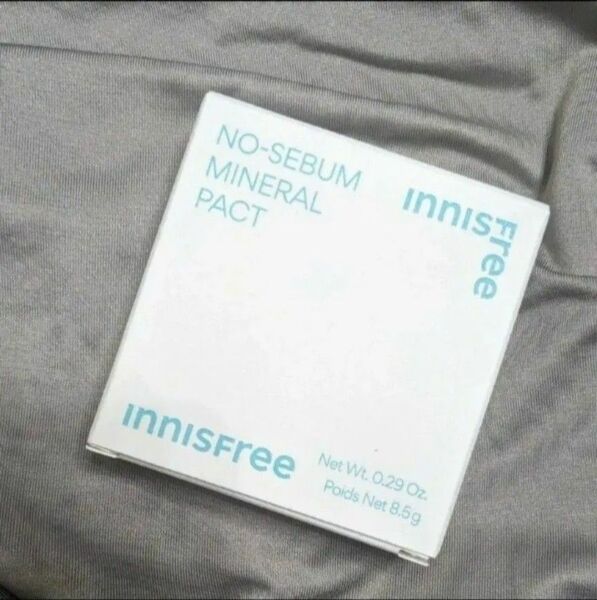 NO-SEBUM
MINERAL
PACT
INNISFree
INNISFree
Net Wt. 0.29 Oz.
Poids Net 8.5g